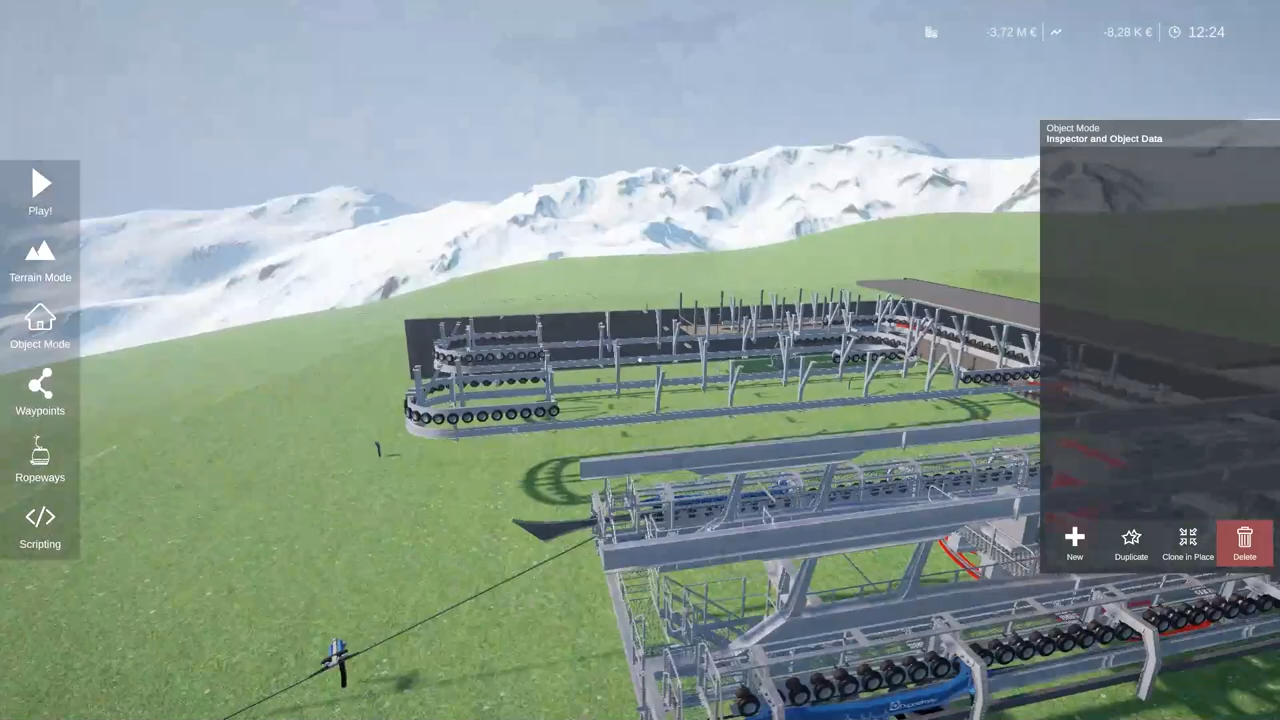 -3,72 M €
-8,28 K €
12:24
Object Mode
Inspector and Object Data
Play!
Terrain Mode
Object Mode
Waypoints
Ropeways
Scripting
New
Duplicate
Clone in Place
Delete